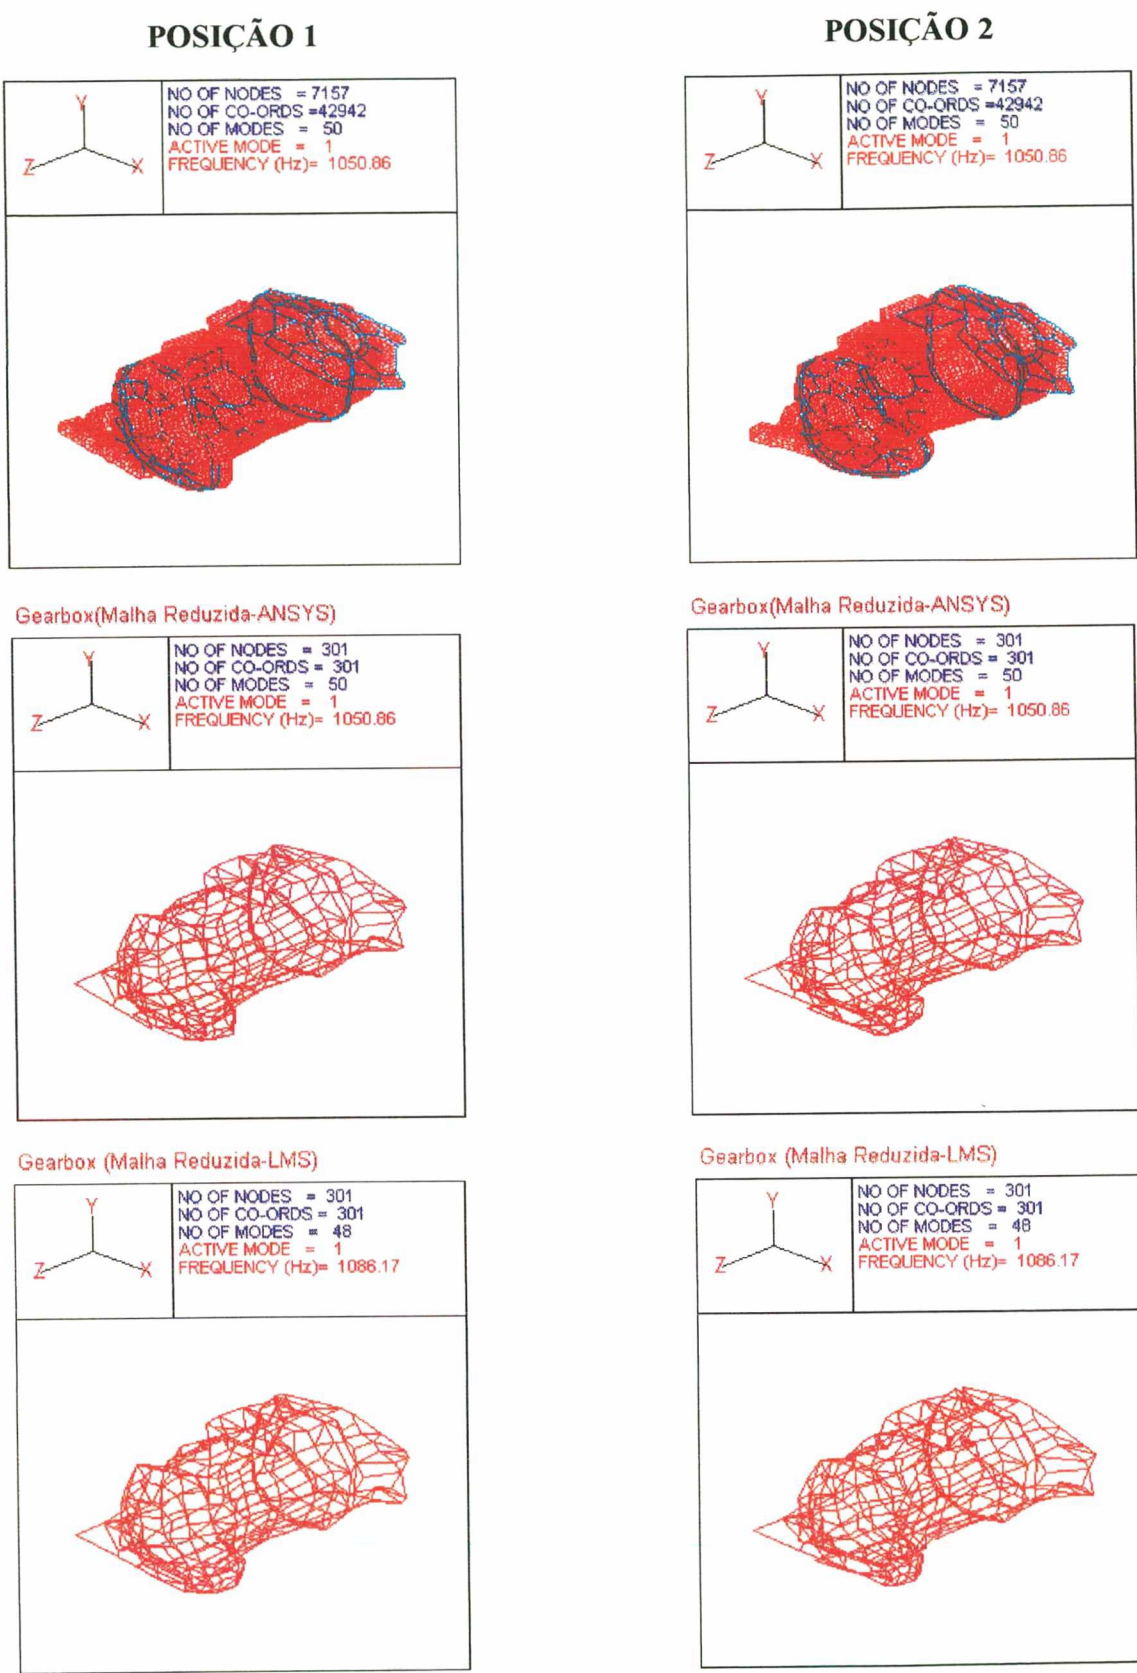 POSIÇÃO 1
POSIÇÃO 2
Y
Z
X
NO OF NODES = 7157
NO OF CO-ORDS =42942
NO OF MODES = 50
ACTIVE MODE = 1
FREQUENCY (Hz)= 1050.86
Y
Z
X
NO OF NODES = 7157
NO OF CO-ORDS =42942
NO OF MODES = 50
ACTIVE MODE = 1
FREQUENCY (Hz)= 1050.86
Gearbox(Malha Reduzida-ANSYS)
Y
Z
X
NO OF NODES = 301
NO OF CO-ORDS = 301
NO OF MODES = 50
ACTIVE MODE = 1
FREQUENCY (Hz)= 1050.86
Gearbox(Malha Reduzida-ANSYS)
Y
Z
X
NO OF NODES = 301
NO OF CO-ORDS = 301
NO OF MODES = 50
ACTIVE MODE = 1
FREQUENCY (Hz)= 1050.86
Gearbox (Malha Reduzida-LMS)
Y
Z
X
NO OF NODES = 301
NO OF CO-ORDS = 301
NO OF MODES = 48
ACTIVE MODE = 1
FREQUENCY (Hz)= 1086.17
Gearbox (Malha Reduzida-LMS)
Y
Z
X
NO OF NODES = 301
NO OF CO-ORDS = 301
NO OF MODES = 48
ACTIVE MODE = 1
FREQUENCY (Hz)= 1086.17